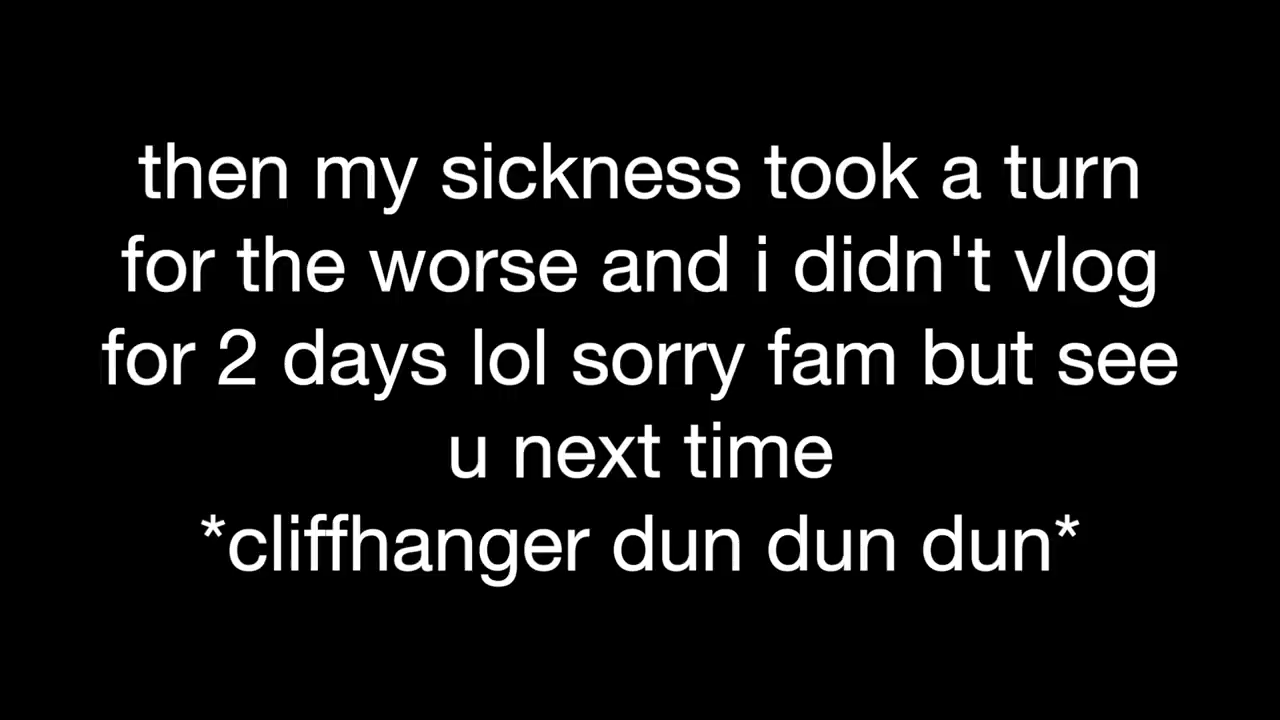 then my sickness took a turn
for the worse and i didn't vlog
for 2 days lol sorry fam but see
u next time
*cliffhanger dun dun dun*